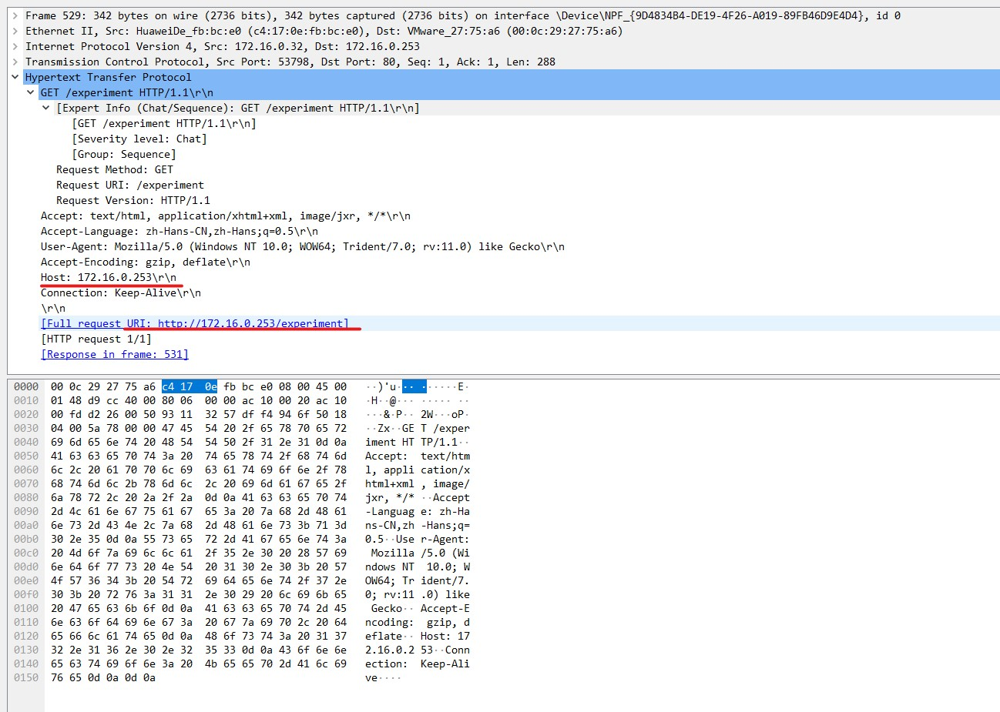 Frame 529: 342 bytes on wire (2736 bits), 342 bytes captured (2736 bits) on interface \Device\NPF_{9D4834B4-DE19-4F26-A019-89FB46D9E4D4}, id 0
Ethernet II, Src: HuaweiDe_fb:bc:e0 (c4:17:0e:fb:bc:e0), Dst: VMware_27:75:a6 (00:0c:29:27:75:a6)
Internet Protocol Version 4, Src: 172.16.0.32, Dst: 172.16.0.253
Transmission Control Protocol, Src Port: 53798, Dst Port: 80, Seq: 1, Ack: 1, Len: 288
Hypertext Transfer Protocol
GET /experiment HTTP/1.1\r\n
[Expert Info (Chat/Sequence): GET /experiment HTTP/1.1\r\n]
[GET /experiment HTTP/1.1\r\n]
[Severity level: Chat]
[Group: Sequence]
Request Method: GET
Request URI: /experiment
Request Version: HTTP/1.1
Accept: text/html, application/xhtml+xml, image/jxr, */*\r\n
Accept-Language: zh-Hans-CN,zh-Hans;q=0.5\r\n
User-Agent: Mozilla/5.0 (Windows NT 10.0; WOW64; Trident/7.0; rv:11.0) like Gecko\r\n
Accept-Encoding: gzip, deflate\r\n
Host: 172.16.0.253\r\n
Connection: Keep-Alive\r\n
\r\n
[Full request URI: http://172.16.0.253/experiment]
[HTTP request 1/1]
[Response in frame: 531]
0000 00 0c 29 27 75 a6 c4 17 0e fb bc e0 08 00 45 00 ··)'u··· ······E·
0010 01 48 d9 cc 40 00 80 06 00 00 ac 10 00 20 ac 10 ·H··@··· ····· ··
0020 00 fd d2 26 00 50 93 11 32 57 df f4 94 6f 50 18 ···&·P·· 2W···oP·
0030 04 00 5a 78 00 00 47 45 54 20 2f 65 78 70 65 72 ··Zx··GE T /exper
0040 69 6d 65 6e 74 20 48 54 54 50 2f 31 2e 31 0d 0a iment HT TP/1.1··
0050 41 63 63 65 70 74 3a 20 74 65 78 74 2f 68 74 6d Accept: text/htm
0060 6c 2c 20 61 70 70 6c 69 63 61 74 69 6f 6e 2f 78 l, appli cation/x
0070 68 74 6d 6c 2b 78 6d 6c 2c 20 69 6d 61 67 65 2f html+xml , image/
0080 6a 78 72 2c 20 2a 2f 2a 0d 0a 41 63 63 65 70 74 jxr, */* ··Accept
0090 2d 4c 61 6e 67 75 61 67 65 3a 20 7a 68 2d 48 61 -Languag e: zh-Ha
00a0 6e 73 2d 43 4e 2c 7a 68 2d 48 61 6e 73 3b 71 3d ns-CN,zh -Hans;q=
00b0 30 2e 35 0d 0a 55 73 65 72 2d 41 67 65 6e 74 3a 0.5··Use r-Agent:
00c0 20 4d 6f 7a 69 6c 6c 61 2f 35 2e 30 20 28 57 69 Mozilla /5.0 (Wi
00d0 6e 64 6f 77 73 20 4e 54 20 31 30 2e 30 3b 20 57 ndows NT 10.0; W
00e0 4f 57 36 34 3b 20 54 72 69 64 65 6e 74 2f 37 2e OW64; Tr ident/7.
00f0 30 3b 20 72 76 3a 31 31 2e 30 29 20 6c 69 6b 65 0; rv:11 .0) like
0100 20 47 65 63 6b 6f 0d 0a 41 63 63 65 70 74 2d 45 Gecko·· Accept-E
0110 6e 63 6f 64 69 6e 67 3a 20 67 7a 69 70 2c 20 64 ncoding: gzip, d
0120 65 66 6c 61 74 65 0d 0a 48 6f 73 74 3a 20 31 37 eflate·· Host: 17
0130 32 2e 31 36 2e 30 2e 32 35 33 0d 0a 43 6f 6e 6e 2.16.0.2 53··Conn
0140 65 63 74 69 6f 6e 3a 20 4b 65 65 70 2d 41 6c 69 ection: Keep-Ali
0150 76 65 0d 0a 0d 0a ve····